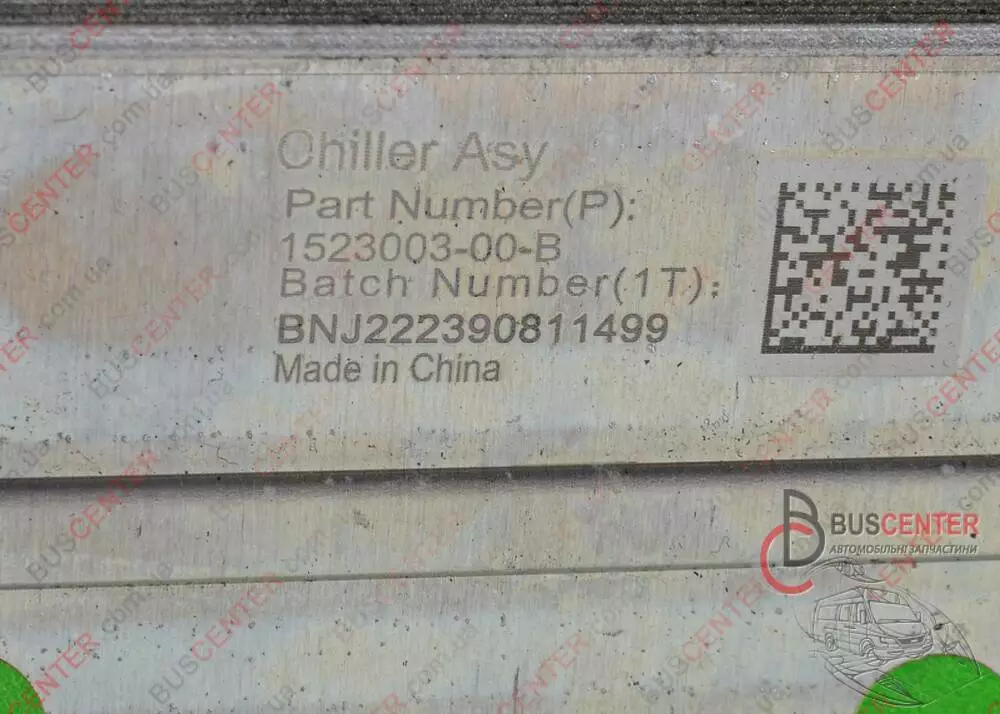 Chiller Asy
Part Number(P):
1523003-00-B
Batch Number(1T):
BNJ222390811499
Made in China
BUSCENTER
АВТОМОБІЛЬНІ ЗАПЧАСТИНИ